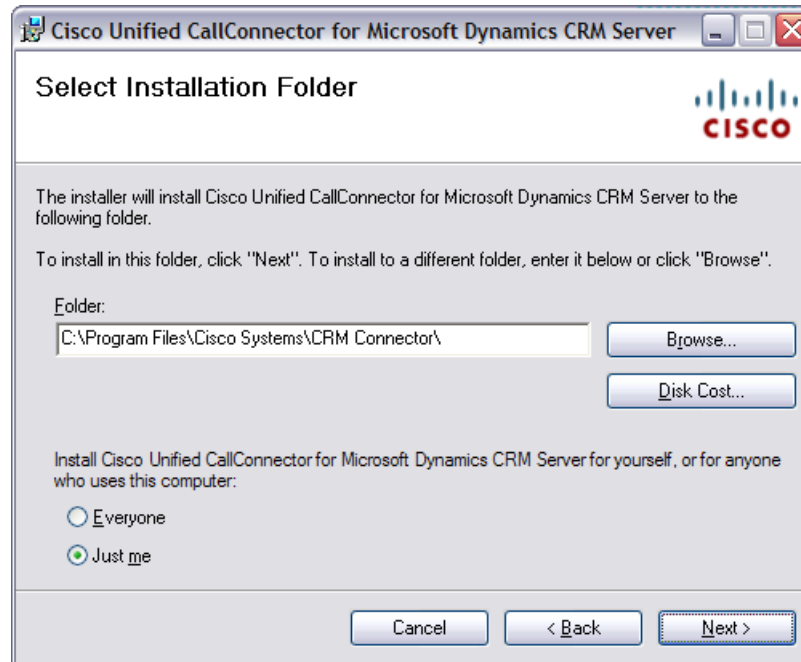 Cisco Unified CallConnector for Microsoft Dynamics CRM Server
Select Installation Folder
CISCO
The installer will install Cisco Unified CallConnector for Microsoft Dynamics CRM Server to the
following folder.
To install in this folder, click "Next". To install to a different folder, enter it below or click "Browse".
Folder:
C:\Program Files\Cisco Systems\CRM Connector\
Browse...
Disk Cost...
Install Cisco Unified CallConnector for Microsoft Dynamics CRM Server for yourself, or for anyone
who uses this computer:
Everyone
Just me
Cancel
< Back
Next >